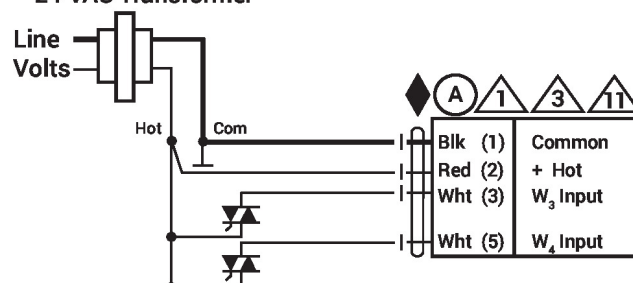 24 VAC Transformer
Line
Volts
Hot
Com
A 1 3 11
Blk (1) Common
Red (2) + Hot
Wht (3) W3 Input
Wht (5) W4 Input